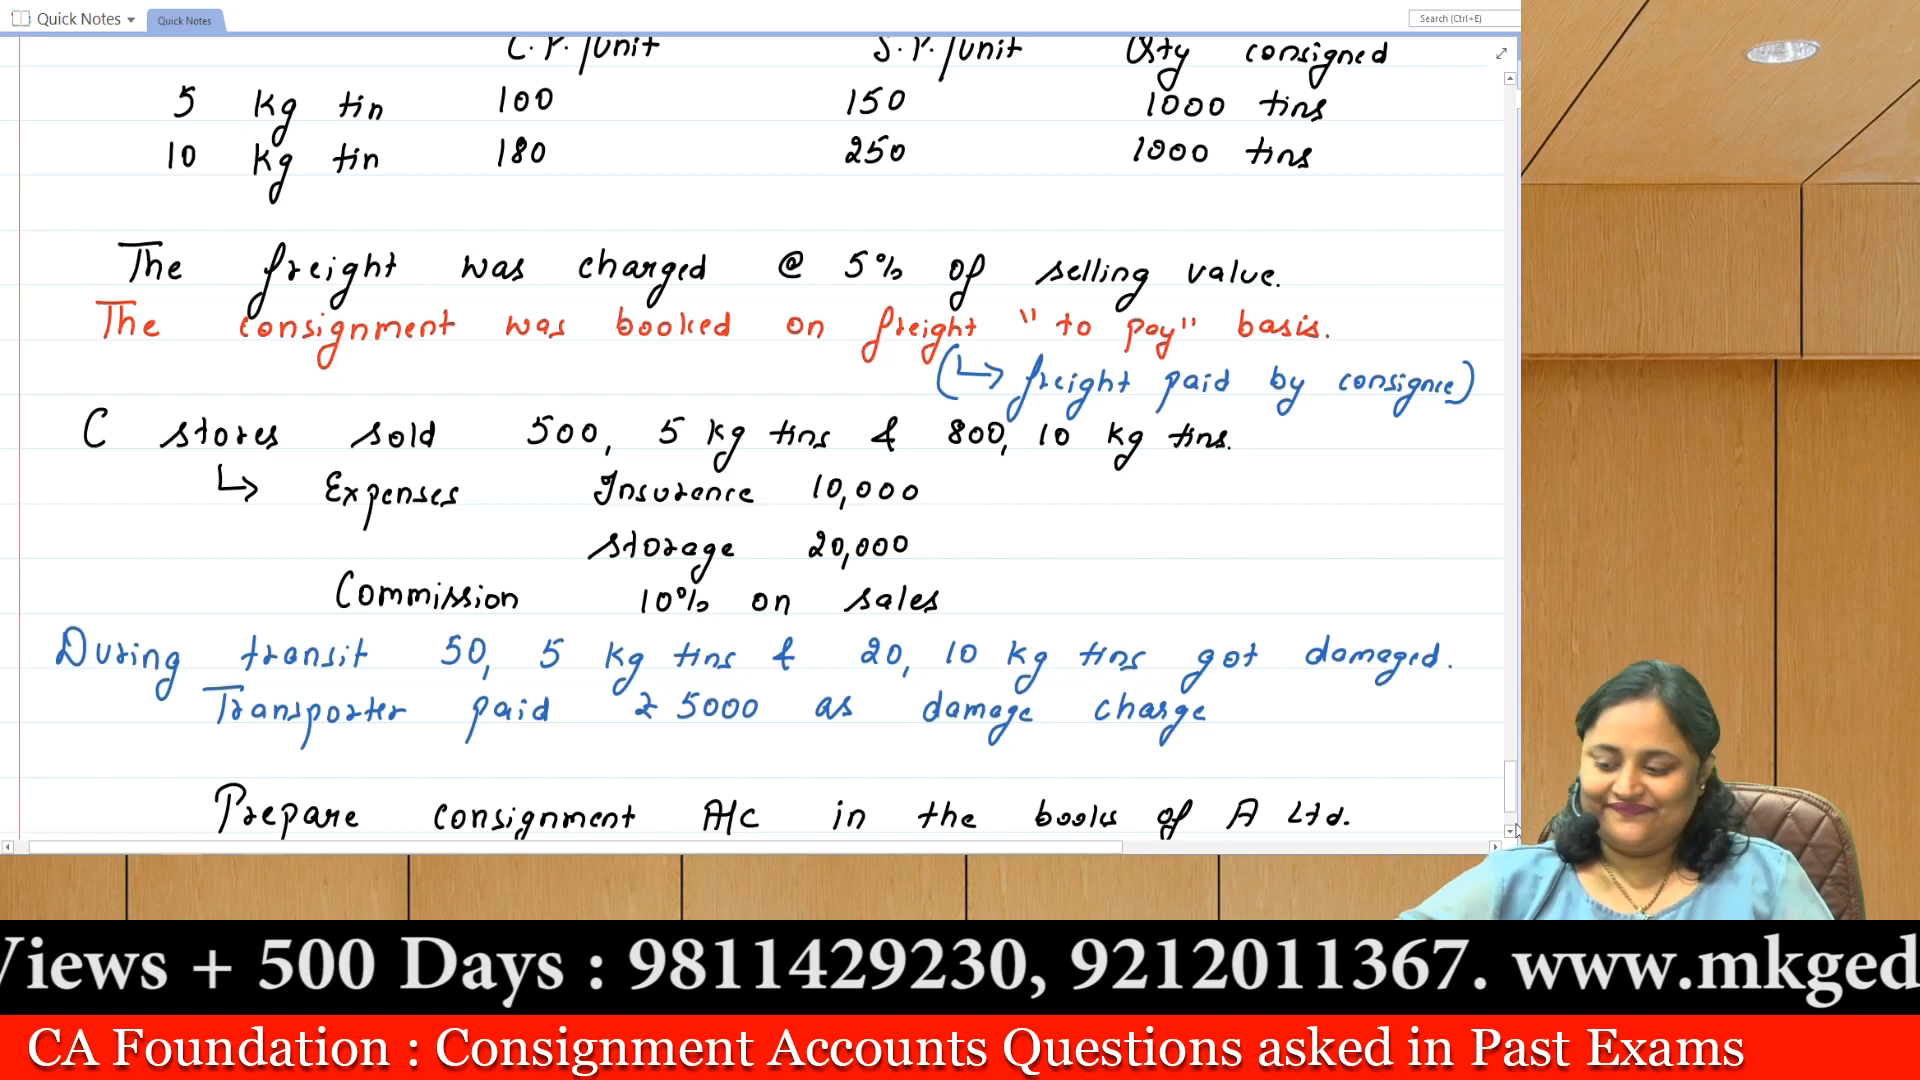 Quick Notes
Quick Notes
Search (Ctrl+E)
C.P./unit S.P./unit Qty consigned
5 kg tin 100 150 1000 tins
10 kg tin 180 250 1000 tins
The freight was charged @ 5% of selling value.
The consignment was booked on freight "to pay" basis.
(↳ freight paid by consignee)
C stores sold 500, 5 kg tins & 800, 10 kg tins.
↳ Expenses Insurance 10,000
storage 20,000
Commission 10% on sales
During transit 50, 5 kg tins & 20, 10 kg tins got damaged.
Transporter paid ₹ 5000 as damage charge
Prepare consignment A/c in the books of A Ltd.
Views + 500 Days : 9811429230, 9212011367. www.mkged
CA Foundation : Consignment Accounts Questions asked in Past Exams